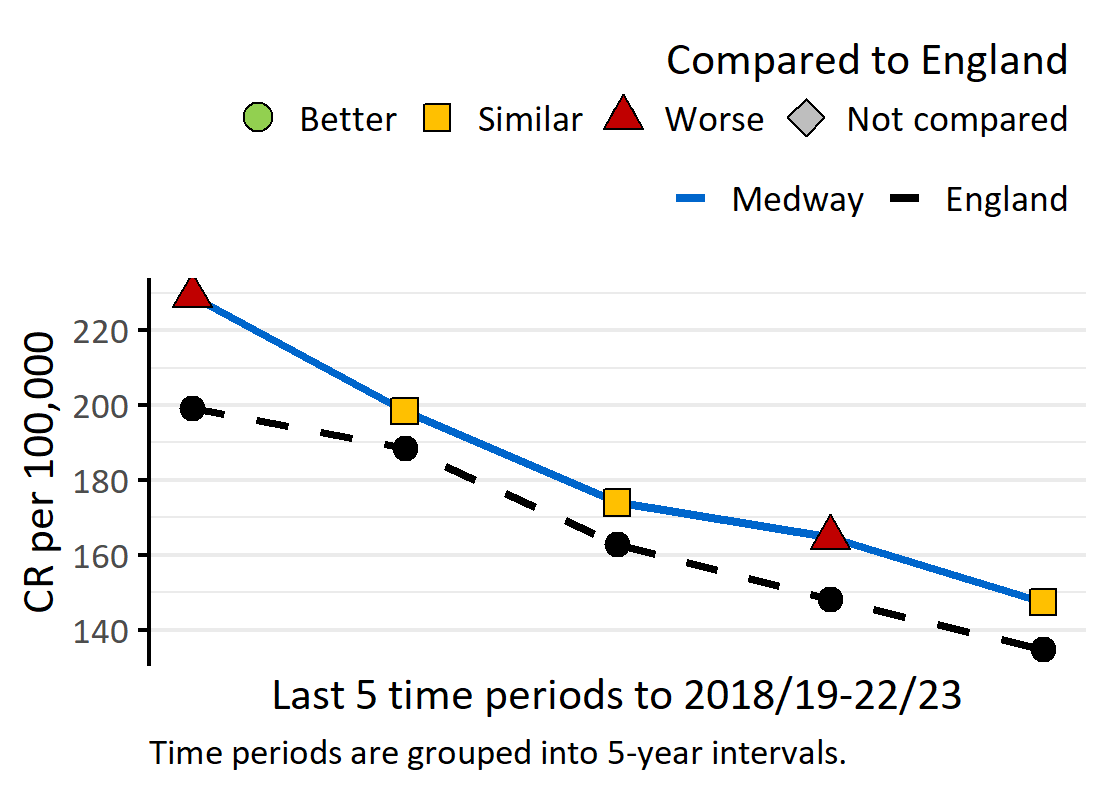 Compared to England
Better Similar Worse Not compared
Medway England
CR per 100,000
220
200
180
160
140
Last 5 time periods to 2018/19-22/23
Time periods are grouped into 5-year intervals.